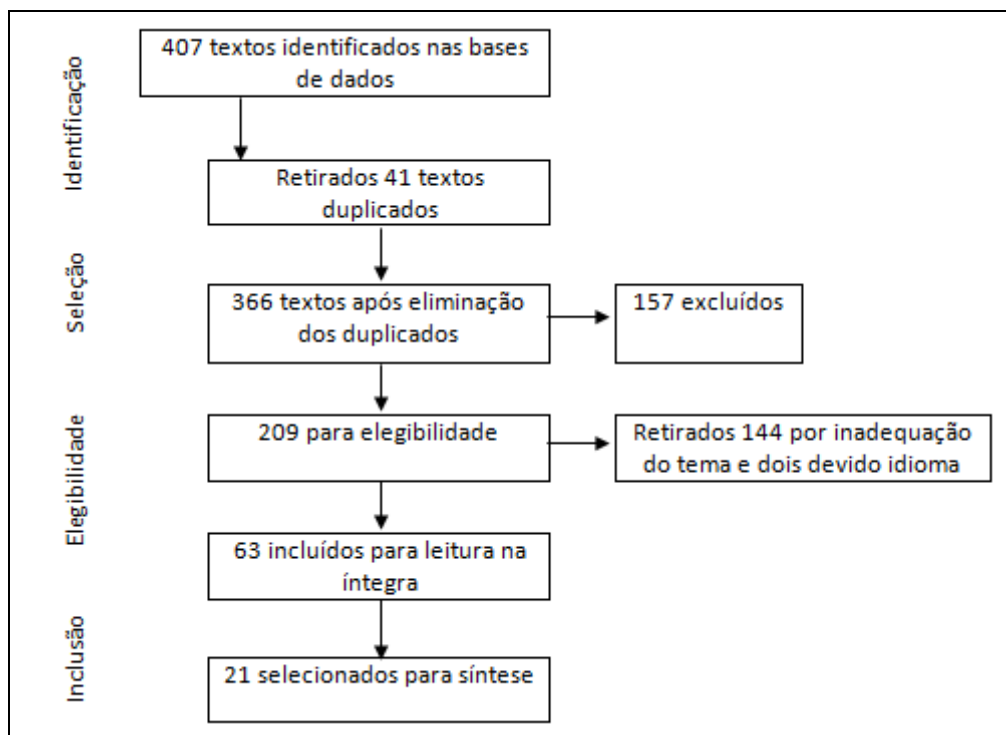 Identificação
407 textos identificados nas bases
de dados
Retirados 41 textos
duplicados
Seleção
366 textos após eliminação
dos duplicados
157 excluídos
Elegibilidade
209 para elegibilidade
Retirados 144 por inadequação
do tema e dois devido idioma
63 incluídos para leitura na
íntegra
Inclusão
21 selecionados para síntese